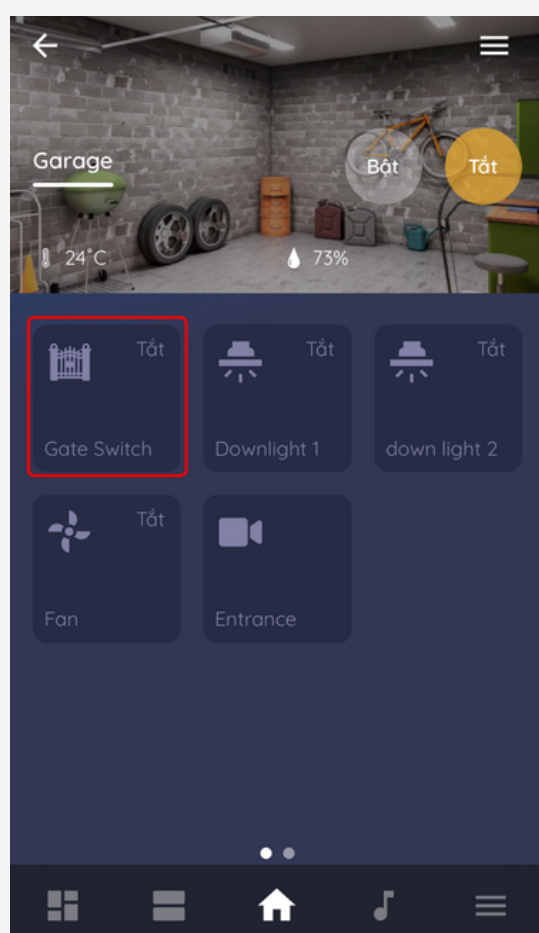 Garage
Bật
Tắt
24°C
73%
Tắt
Gate Switch
Tắt
Downlight 1
Tắt
down light 2
Tắt
Fan
Entrance